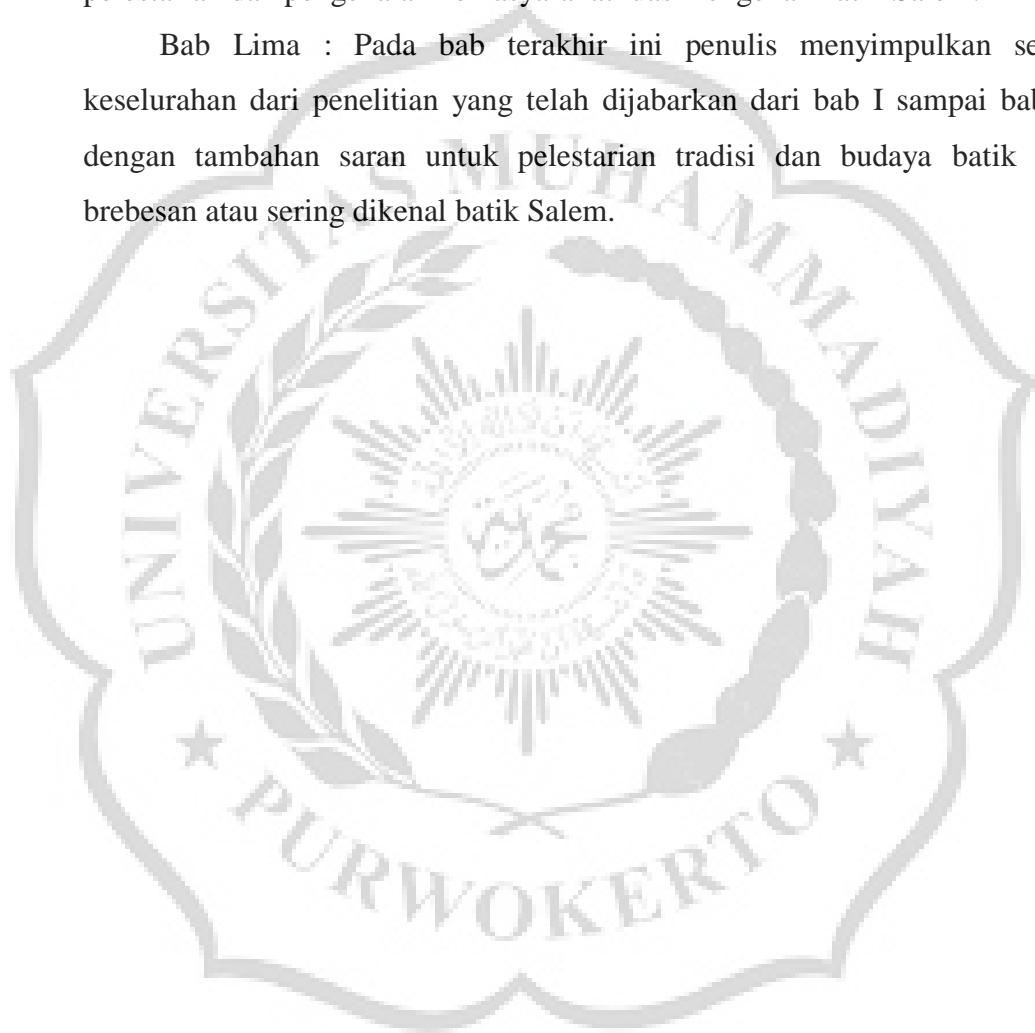 Bab Lima : Pada bab terakhir ini penulis menyimpulkan
keselurahan dari penelitian yang telah dijabarkan dari bab I sampai
dengan tambahan saran untuk pelestarian tradisi dan budaya batik
brebesan atau sering dikenal batik Salem.
UNIVERSITAS MUHAMMADIYAH
PURWOKERTO